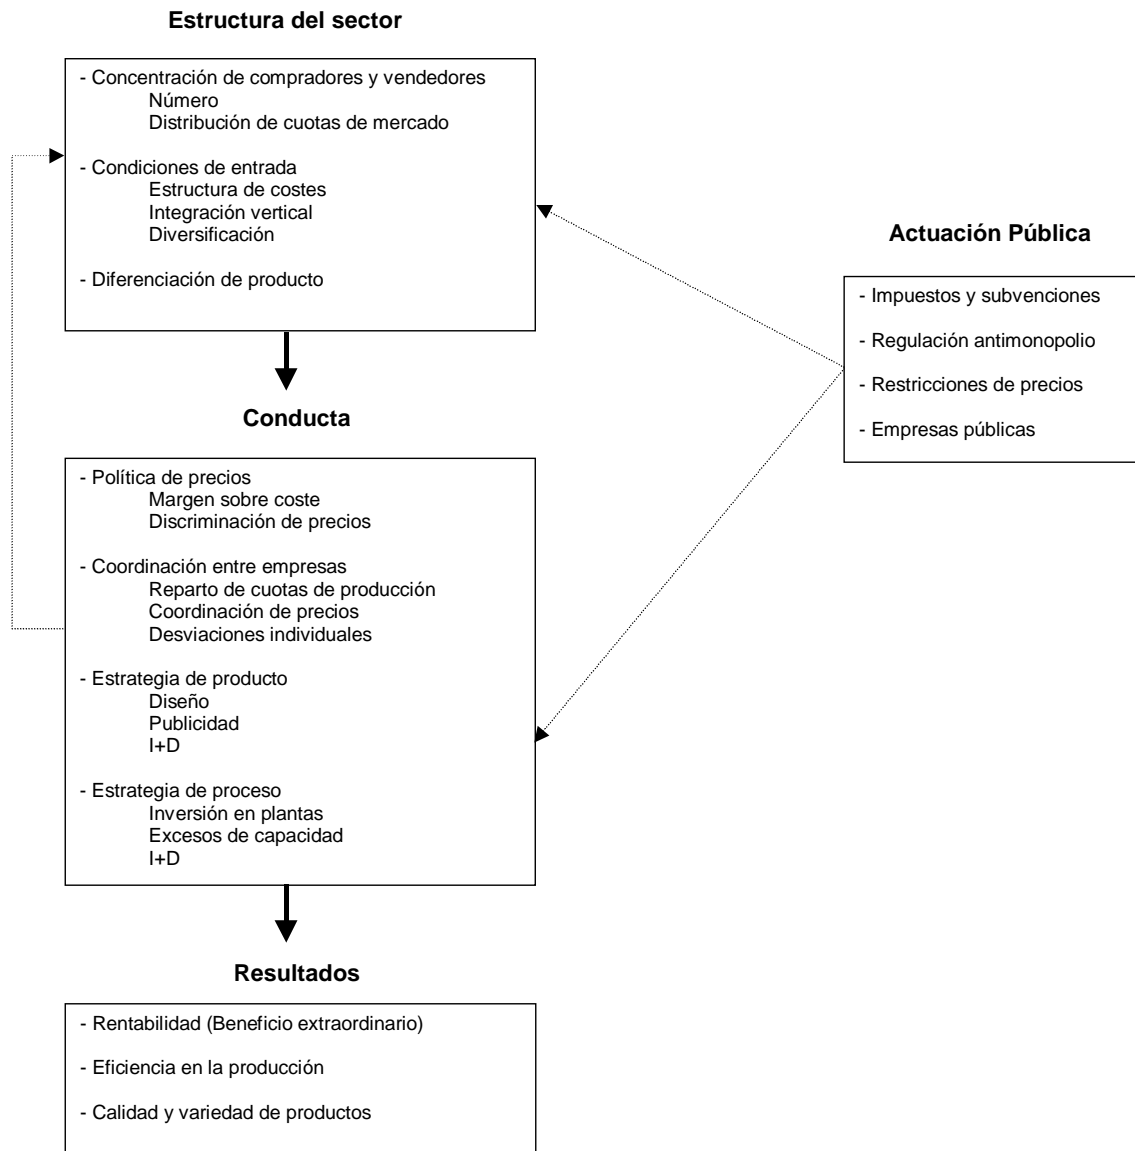 Estructura del sector
- Concentración de compradores y vendedores
Número
Distribución de cuotas de mercado
- Condiciones de entrada
Estructura de costes
Integración vertical
Diversificación
- Diferenciación de producto
Actuación Pública
- Impuestos y subvenciones
- Regulación antimonopolio
- Restricciones de precios
- Empresas públicas
Conducta
- Política de precios
Margen sobre coste
Discriminación de precios
- Coordinación entre empresas
Reparto de cuotas de producción
Coordinación de precios
Desviaciones individuales
- Estrategia de producto
Diseño
Publicidad
I+D
- Estrategia de proceso
Inversión en plantas
Excesos de capacidad
I+D
Resultados
- Rentabilidad (Beneficio extraordinario)
- Eficiencia en la producción
- Calidad y variedad de productos